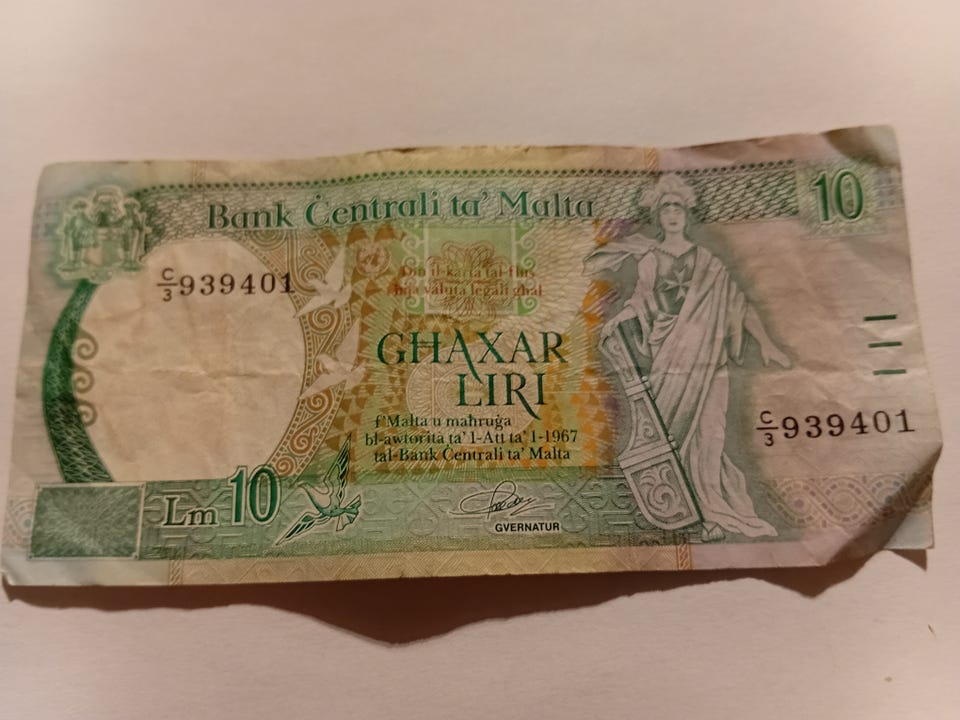 Bank Ċentrali ta' Malta
10
C/3 939401
Din il-karta tal-flus
hija valuta legali għal
GĦAXAR
LIRI
f'Malta u maħruġa
bl-awtorità ta' l-Att ta' l-1967
tal-Bank Ċentrali ta' Malta
C/3 939401
Lm 10
GVERNATUR